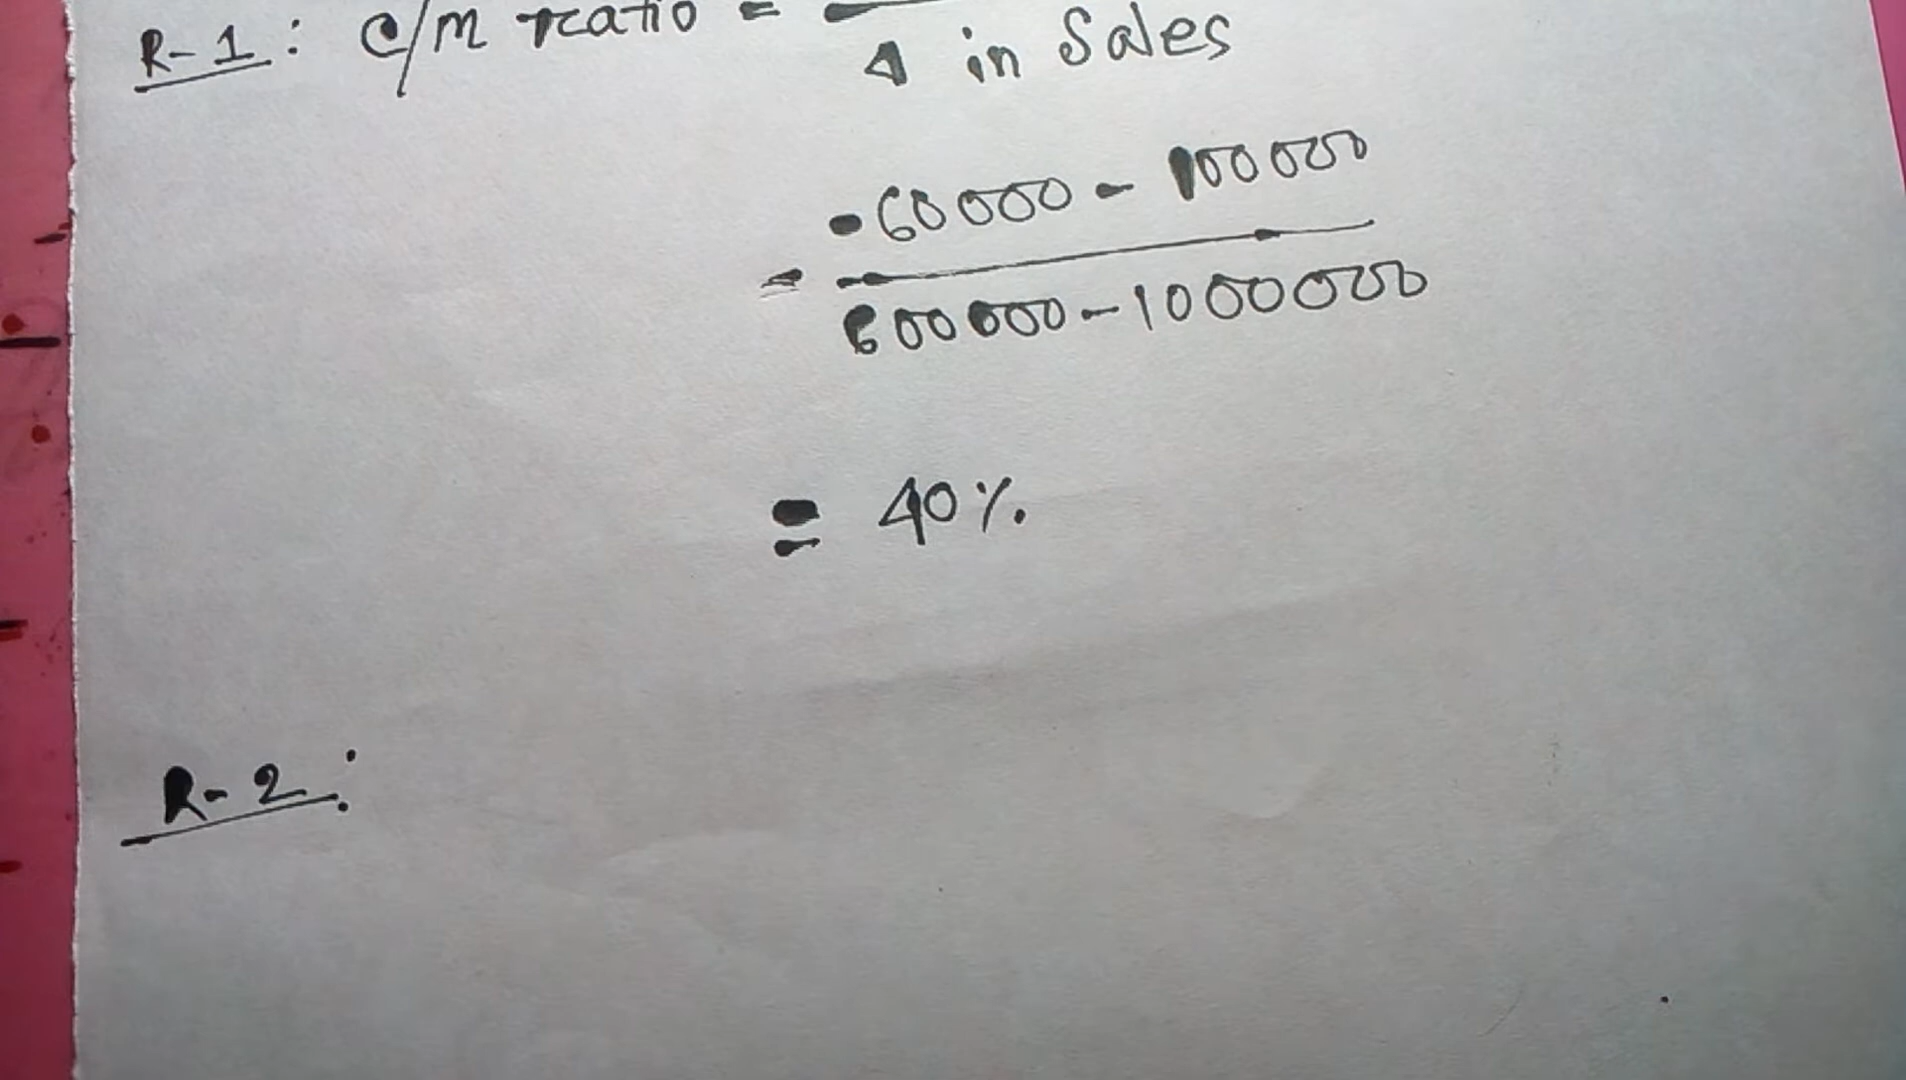 R-1: C/M ratio =
Δ in Sales
= -60000 - 100000
600000-1000000
= 40%.
R-2: